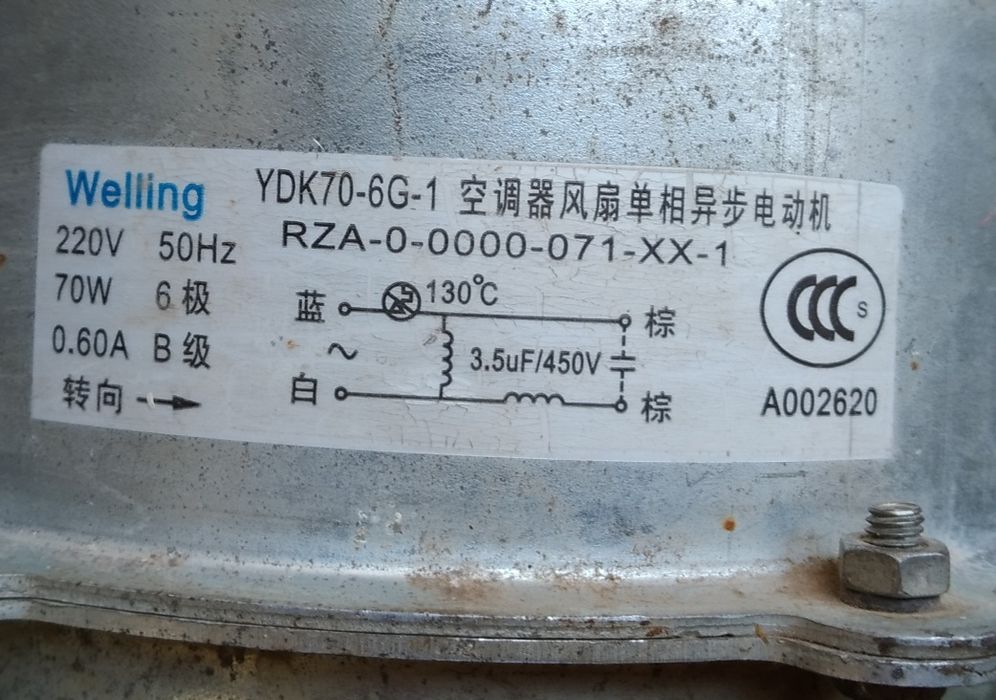 Welling YDK70-6G-1 空调器风扇单相异步电动机
220V 50Hz RZA-0-0000-071-XX-1
70W 6极
0.60A B级
转向
蓝 130℃ 棕
~ 3.5uF/450V
白 棕
CCC S
A002620